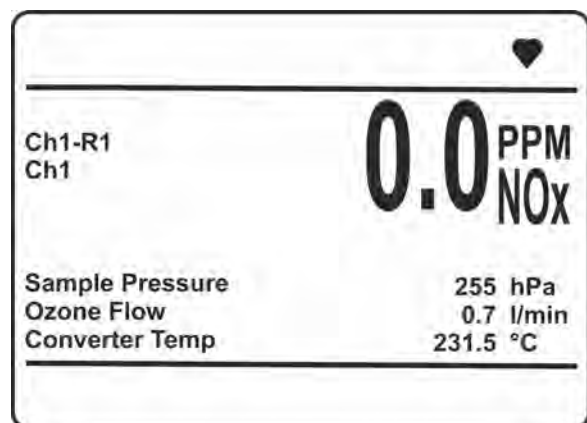 Ch1-R1
Ch1
0.0 PPM NOx
Sample Pressure 255 hPa
Ozone Flow 0.7 l/min
Converter Temp 231.5 °C